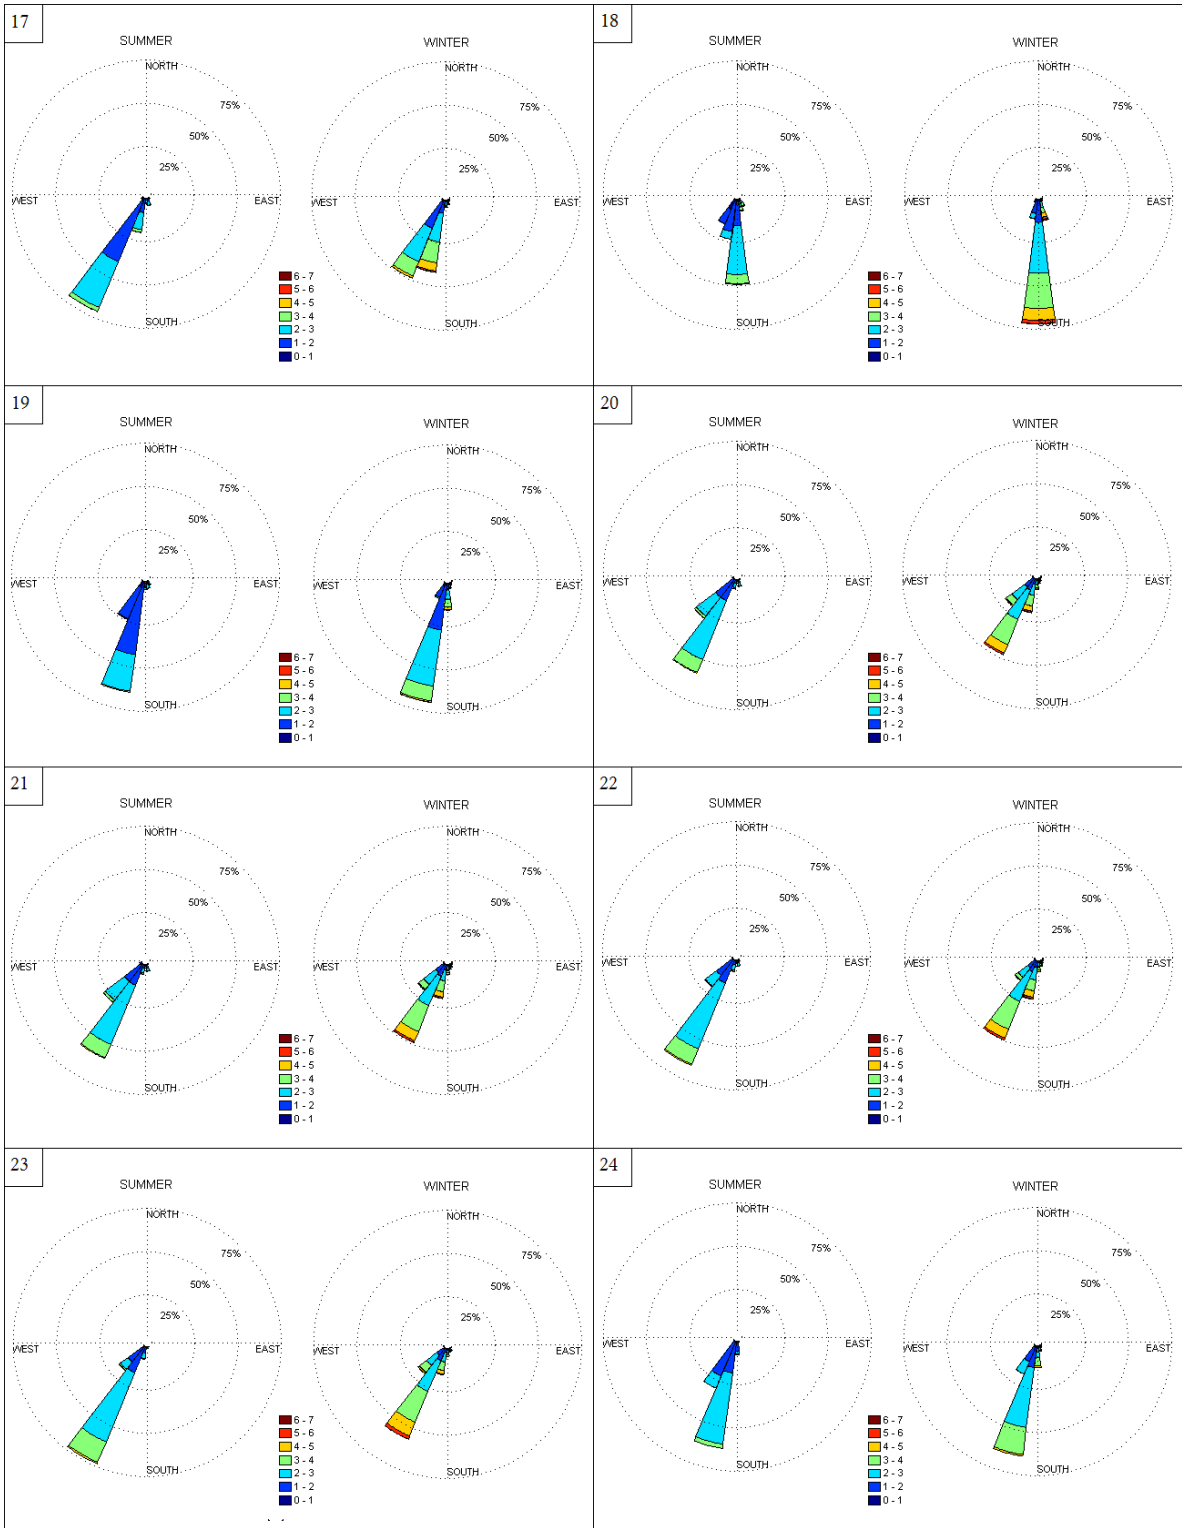 17
SUMMER
NORTH
75%
50%
25%
WEST
EAST
SOUTH
WINTER
NORTH
75%
50%
25%
WEST
EAST
SOUTH
6 - 7
5 - 6
4 - 5
3 - 4
2 - 3
1 - 2
0 - 1
18
SUMMER
NORTH
75%
50%
25%
WEST
EAST
SOUTH
WINTER
NORTH
75%
50%
25%
WEST
EAST
SOUTH
6 - 7
5 - 6
4 - 5
3 - 4
2 - 3
1 - 2
0 - 1
19
SUMMER
NORTH
75%
50%
25%
WEST
EAST
SOUTH
WINTER
NORTH
75%
50%
25%
WEST
EAST
SOUTH
6 - 7
5 - 6
4 - 5
3 - 4
2 - 3
1 - 2
0 - 1
20
SUMMER
NORTH
75%
50%
25%
WEST
EAST
SOUTH
WINTER
NORTH
75%
50%
25%
WEST
EAST
SOUTH
6 - 7
5 - 6
4 - 5
3 - 4
2 - 3
1 - 2
0 - 1
21
SUMMER
NORTH
75%
50%
25%
WEST
EAST
SOUTH
WINTER
NORTH
75%
50%
25%
WEST
EAST
SOUTH
6 - 7
5 - 6
4 - 5
3 - 4
2 - 3
1 - 2
0 - 1
22
SUMMER
NORTH
75%
50%
25%
WEST
EAST
SOUTH
WINTER
NORTH
75%
50%
25%
WEST
EAST
SOUTH
6 - 7
5 - 6
4 - 5
3 - 4
2 - 3
1 - 2
0 - 1
23
SUMMER
NORTH
75%
50%
25%
WEST
EAST
SOUTH
WINTER
NORTH
75%
50%
25%
WEST
EAST
SOUTH
6 - 7
5 - 6
4 - 5
3 - 4
2 - 3
1 - 2
0 - 1
24
SUMMER
NORTH
75%
50%
25%
WEST
EAST
SOUTH
WINTER
NORTH
75%
50%
25%
WEST
EAST
SOUTH
6 - 7
5 - 6
4 - 5
3 - 4
2 - 3
1 - 2
0 - 1